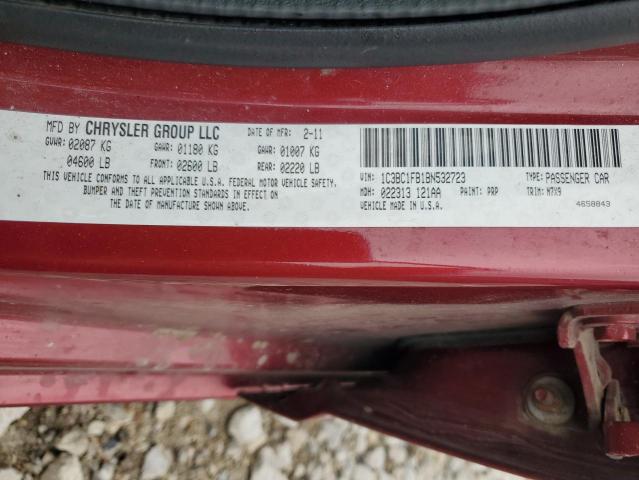 MFD BY CHRYSLER GROUP LLC DATE OF MFR: 2-11
GVWR: 02087 KG GAWR: 01180 KG GAWR: 01007 KG
04600 LB FRONT: 02600 LB REAR: 02220 LB
THIS VEHICLE CONFORMS TO ALL APPLICABLE U.S.A. FEDERAL MOTOR VEHICLE SAFETY,
BUMPER AND THEFT PREVENTION STANDARDS IN EFFECT ON
THE DATE OF MANUFACTURE SHOWN ABOVE.
VIN: 1C3BC1FB1BN532723 TYPE: PASSENGER CAR
MDH: 022313 121AA PAINT: PRP TRIM: M7X9
VEHICLE MADE IN U.S.A. 4658843